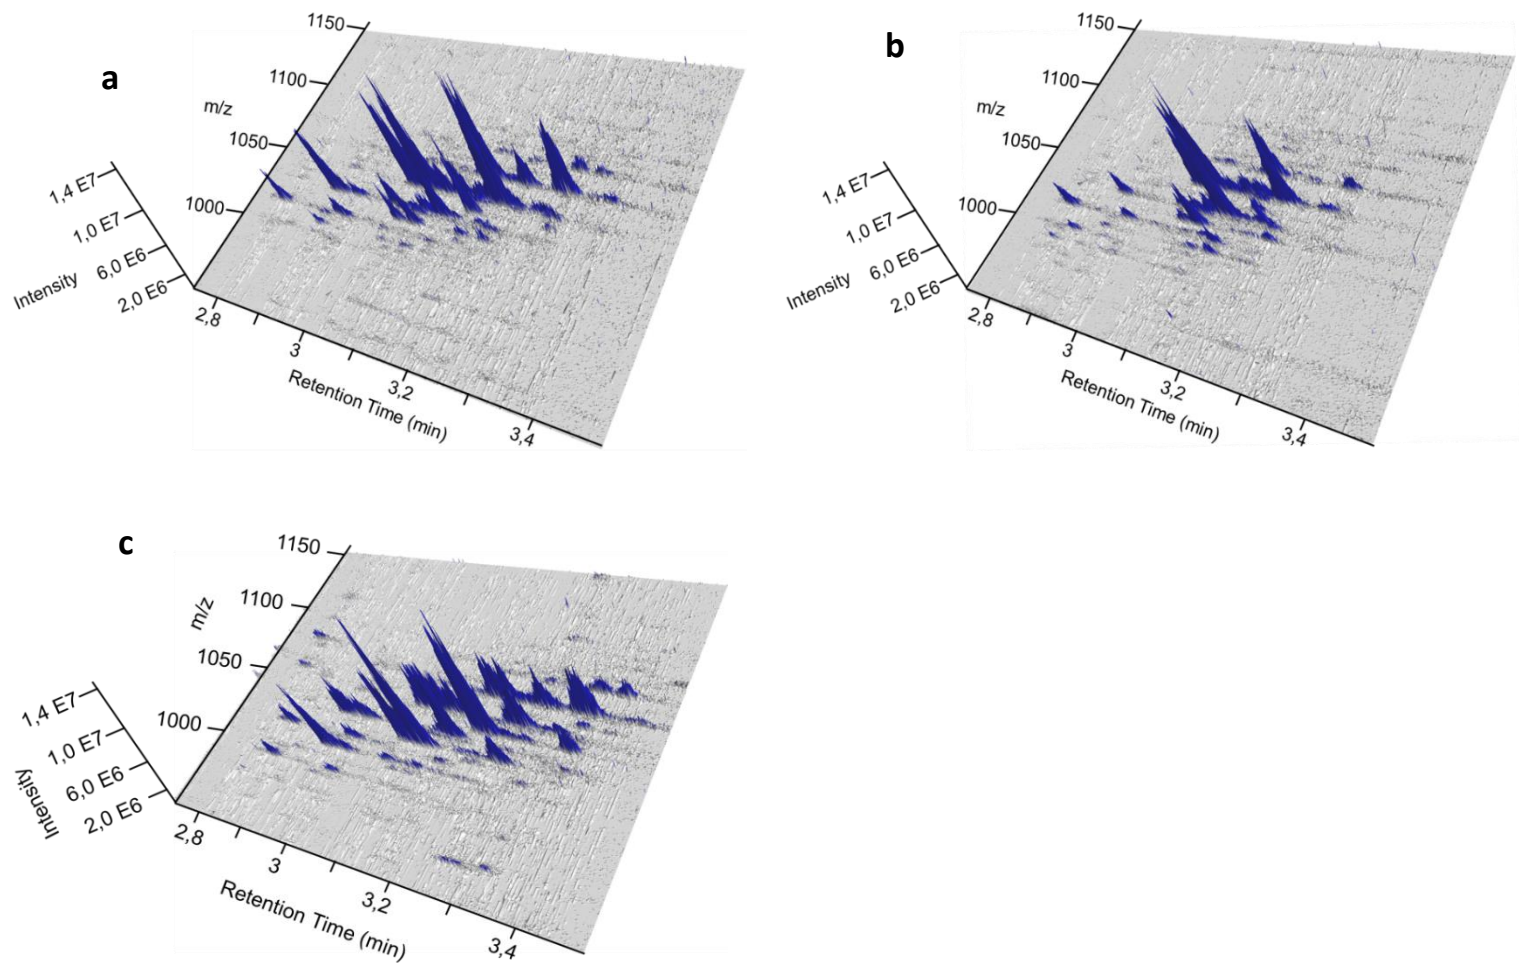 a
1150
1100
m/z
1050
1000
1,4 E7
1,0 E7
6,0 E6
2,0 E6
Intensity
2,8
3
3,2
3,4
Retention Time (min)
b
1150
1100
m/z
1050
1000
1,4 E7
1,0 E7
6,0 E6
2,0 E6
Intensity
2,8
3
3,2
3,4
Retention Time (min)
c
1150
1100
m/z
1050
1000
1,4 E7
1,0 E7
6,0 E6
2,0 E6
Intensity
2,8
3
3,2
3,4
Retention Time (min)